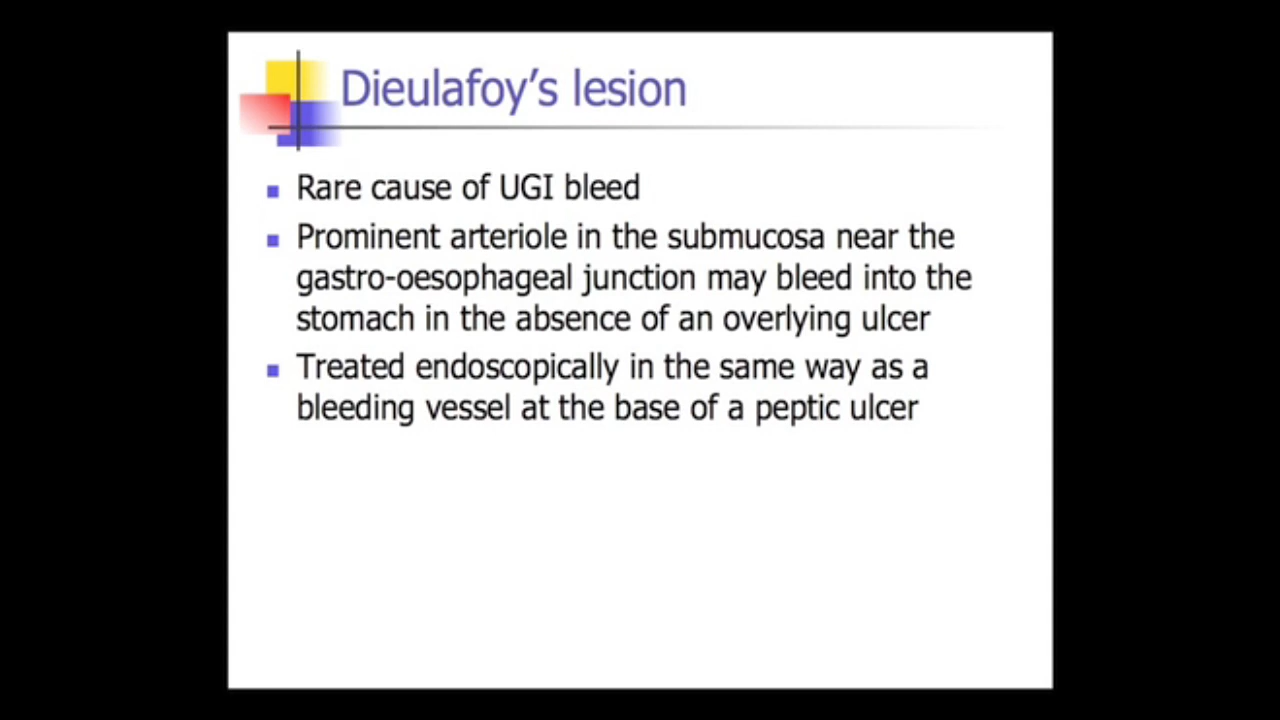 Dieulafoy’s lesion
Rare cause of UGI bleed
Prominent arteriole in the submucosa near the
gastro-oesophageal junction may bleed into the
stomach in the absence of an overlying ulcer
Treated endoscopically in the same way as a
bleeding vessel at the base of a peptic ulcer